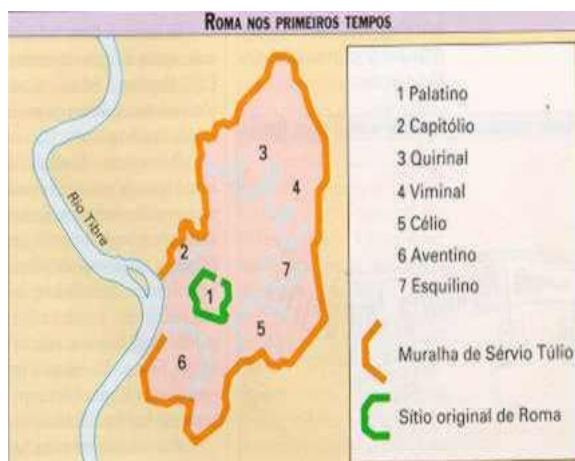 ROMA NOS PRIMEIROS TEMPOS
Rio Tibre
3
4
2
7
1
5
6
1 Palatino
2 Capitólio
3 Quirinal
4 Viminal
5 Célio
6 Aventino
7 Esquilino
Muralha de Sérvio Túlio
Sítio original de Roma